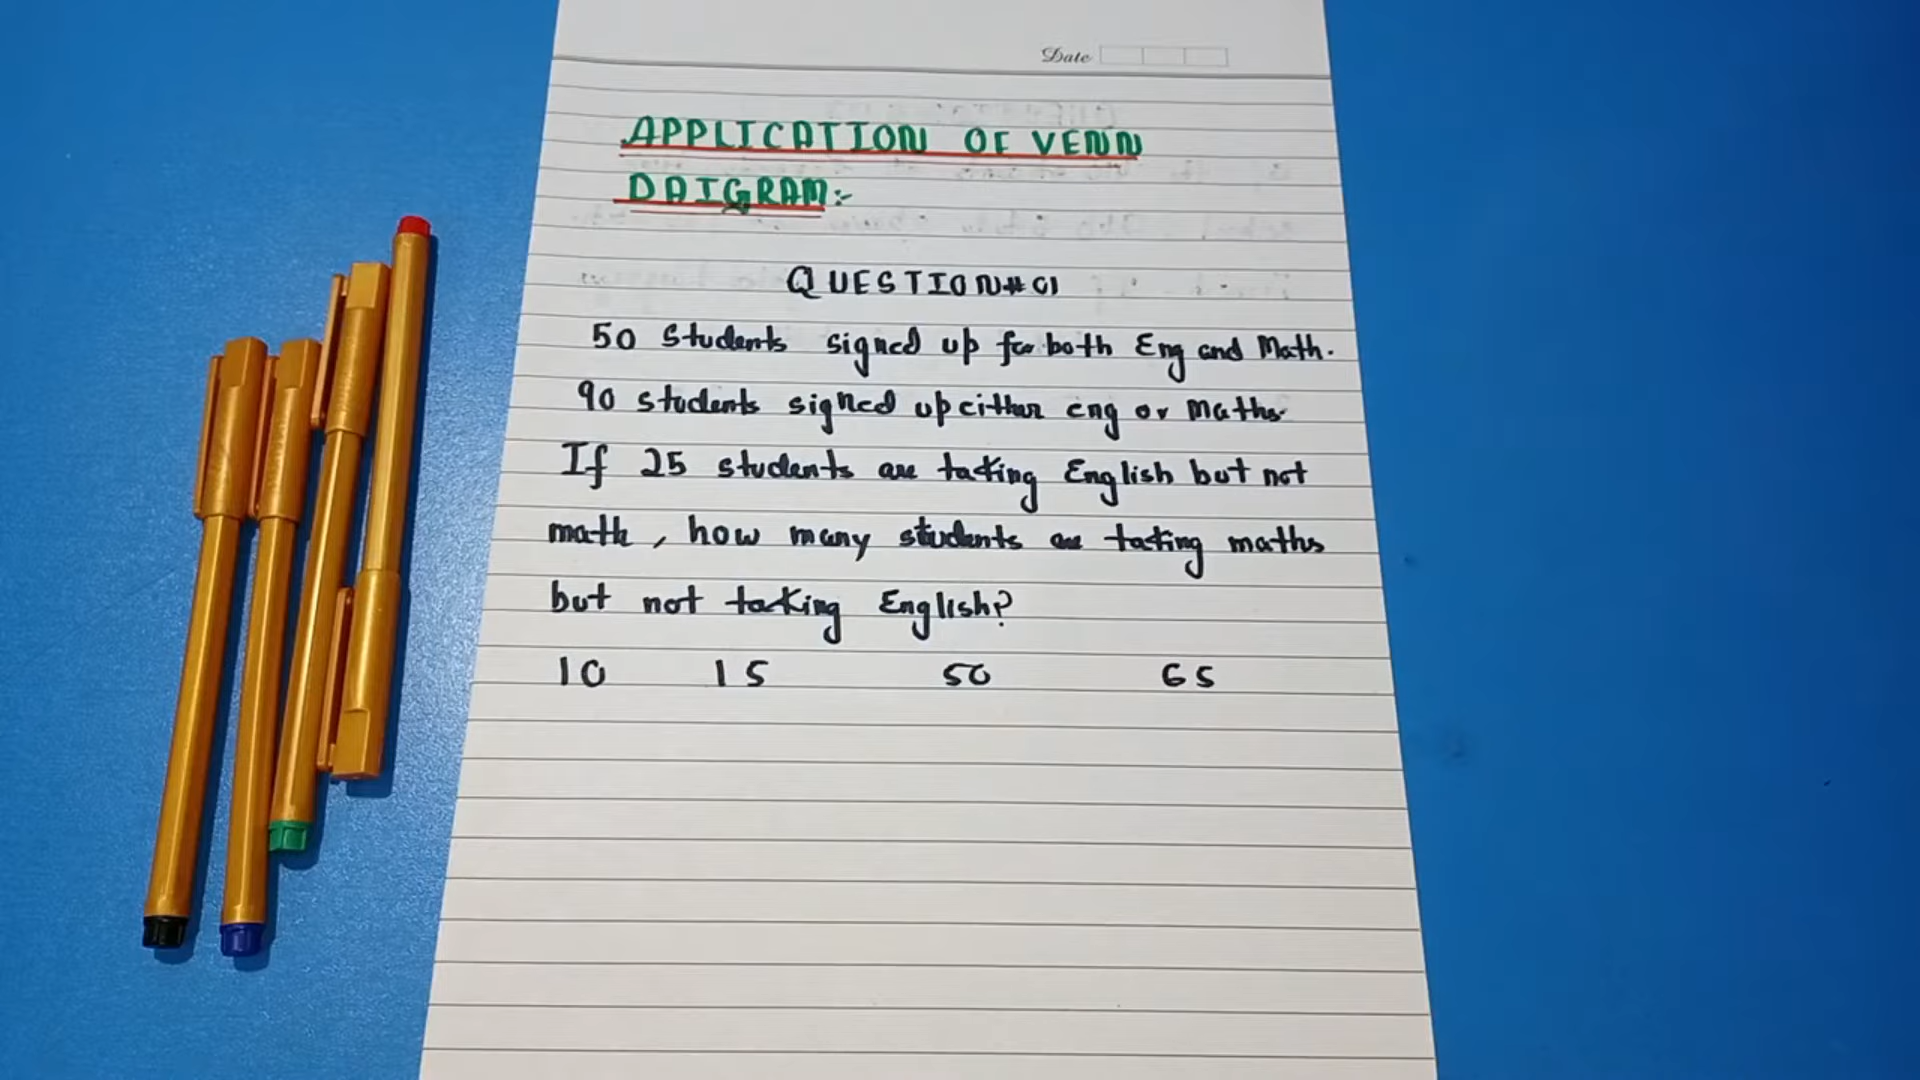 Date
APPLICATION OF VENN
DAIGRAM:-
QUESTION#01
50 students signed up for both Eng and Math.
90 students signed up either eng or Maths.
If 25 students are taking English but not
math, how many students are taking maths
but not taking English?
10 15 50 65